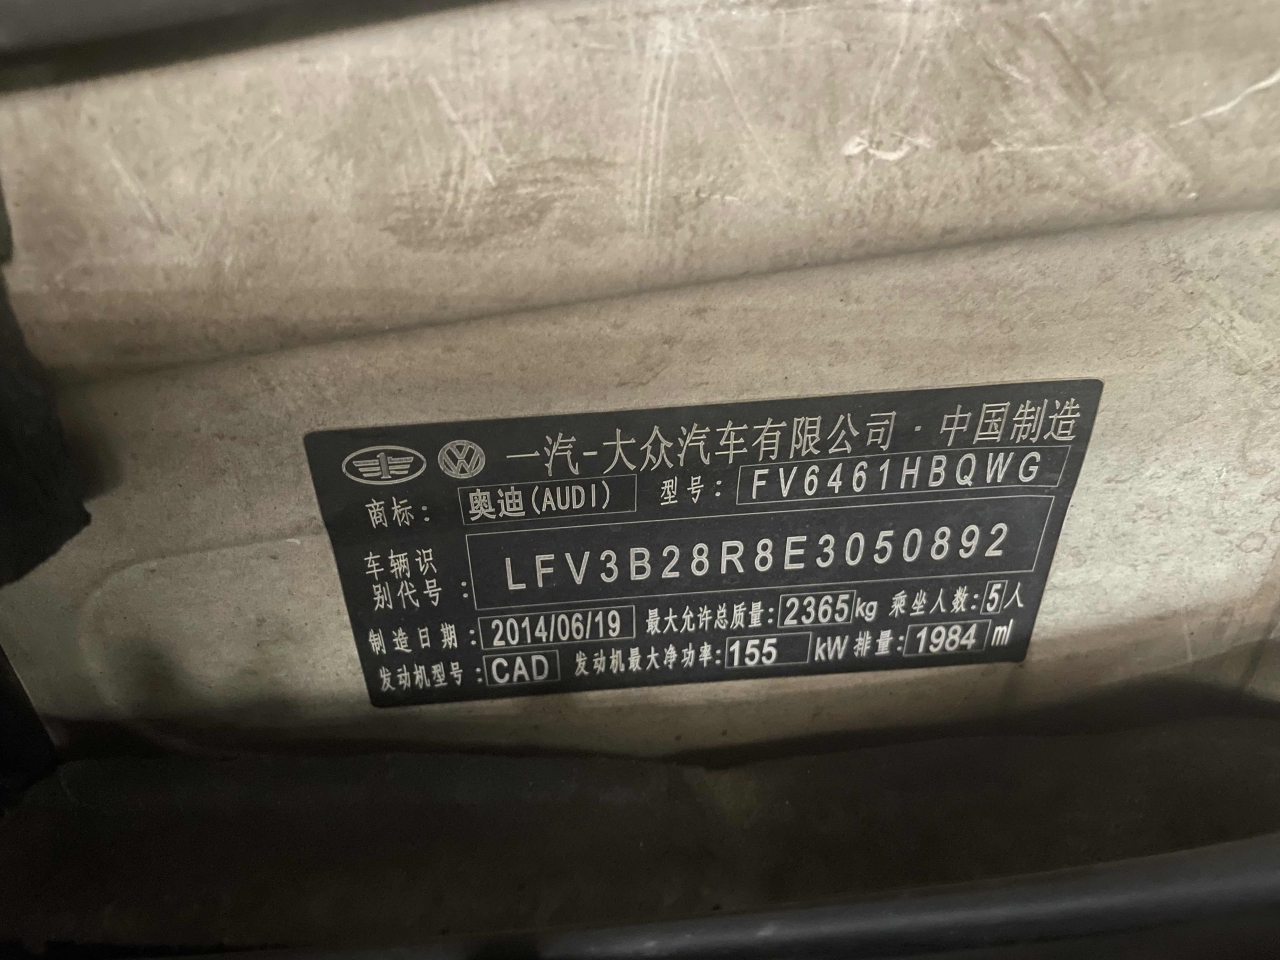 一汽-大众汽车有限公司·中国制造
商标: 奥迪(AUDI) 型号: FV6461HBQWG
车辆识别代号: LFV3B28R8E3050892
制造日期: 2014/06/19 最大允许总质量: 2365kg 乘坐人数: 5人
发动机型号: CAD 发动机最大净功率: 155 kW 排量: 1984 ml